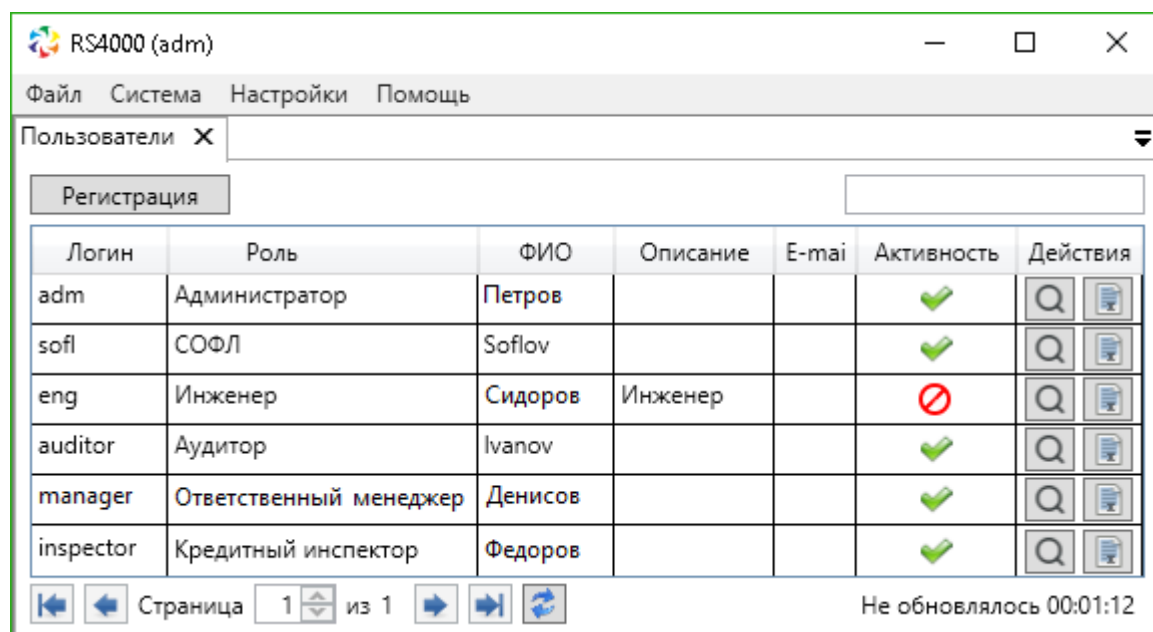 RS4000 (adm)
Файл Система Настройки Помощь
Пользователи
Регистрация
Логин Роль ФИО Описание E-mai Активность Действия
adm Администратор Петров
sofl СОФЛ Soflov
eng Инженер Сидоров Инженер
auditor Аудитор Ivanov
manager Ответственный менеджер Денисов
inspector Кредитный инспектор Федоров
Страница 1 из 1 Не обновлялось 00:01:12